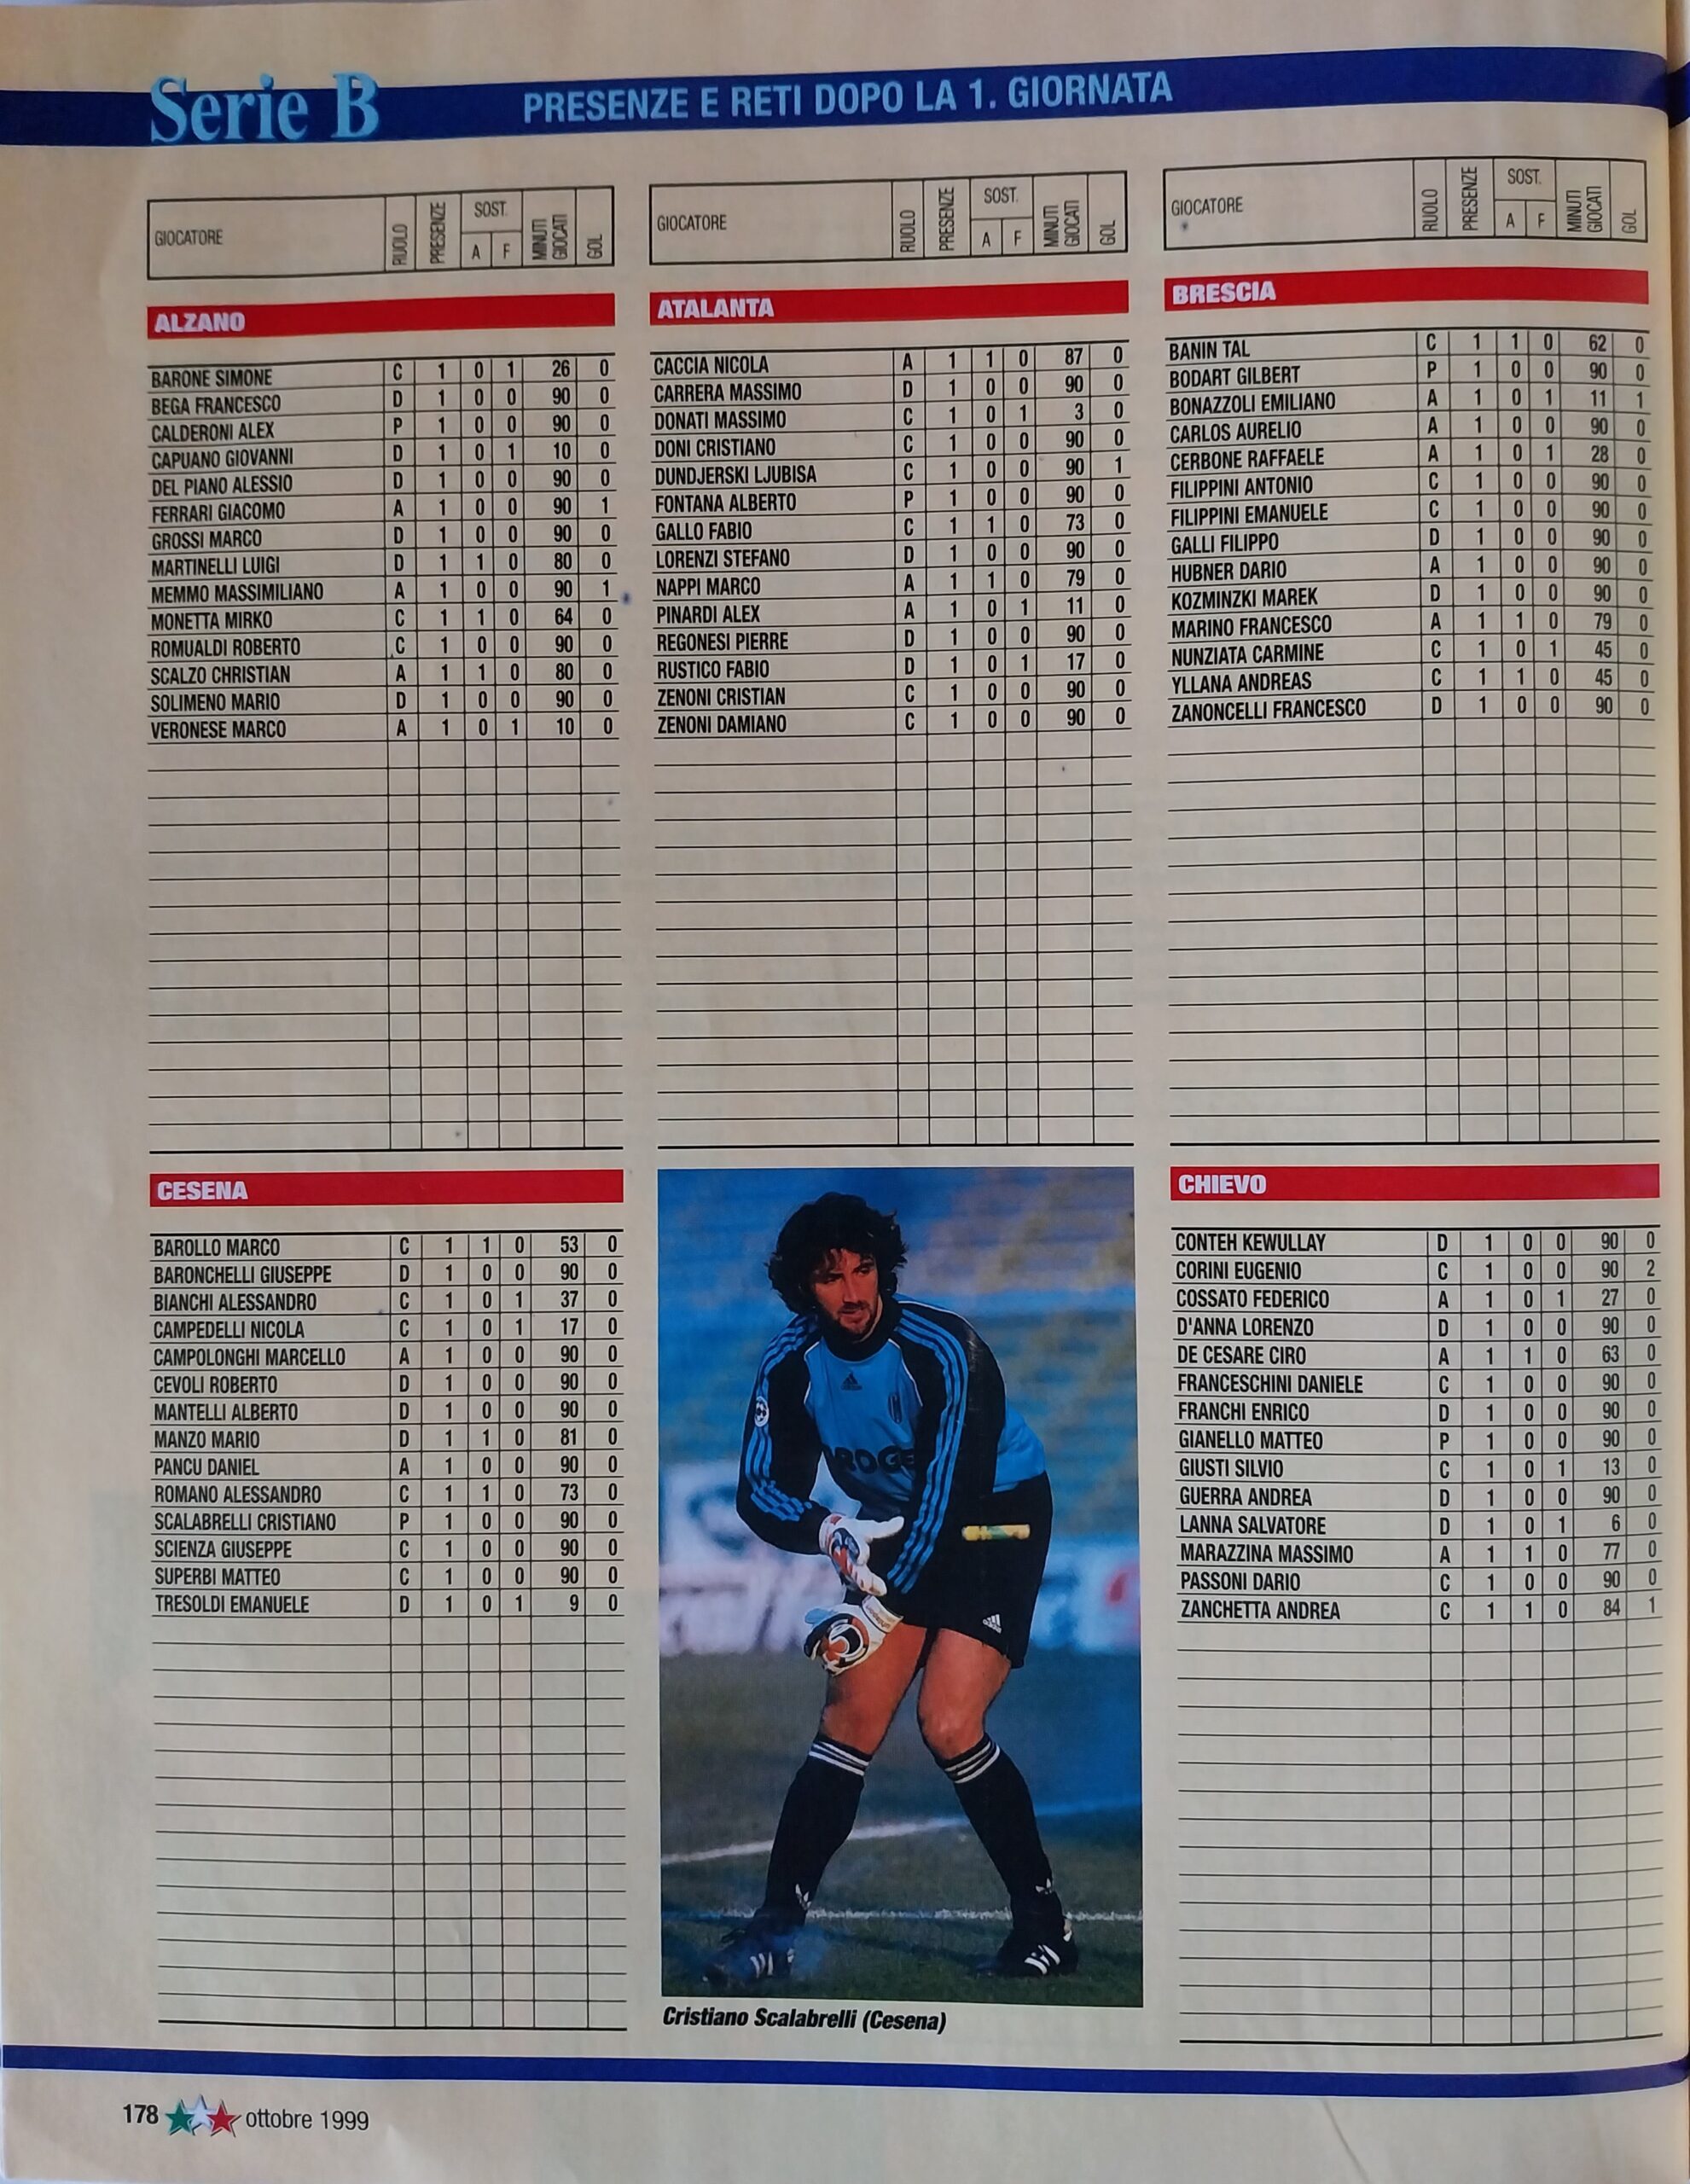 Serie B
PRESENZE E RETI DOPO LA 1. GIORNATA
GIOCATORE RUOLO PRESENZE SOST. A F MINUTI GIOCATI GOL
ALZANO
BARONE SIMONE C 1 0 1 26 0
BEGA FRANCESCO D 1 0 0 90 0
CALDERONI ALEX P 1 0 0 90 0
CAPUANO GIOVANNI D 1 0 1 10 0
DEL PIANO ALESSIO D 1 0 0 90 0
FERRARI GIACOMO A 1 0 0 90 1
GROSSI MARCO D 1 0 0 90 0
MARTINELLI LUIGI D 1 1 0 80 0
MEMMO MASSIMILIANO A 1 0 0 90 1
MONETTA MIRKO C 1 1 0 64 0
ROMUALDI ROBERTO C 1 0 0 90 0
SCALZO CHRISTIAN A 1 1 0 80 0
SOLIMENO MARIO D 1 0 0 90 0
VERONESE MARCO A 1 0 1 10 0
GIOCATORE RUOLO PRESENZE SOST. A F MINUTI GIOCATI GOL
ATALANTA
CACCIA NICOLA A 1 1 0 87 0
CARRERA MASSIMO D 1 0 0 90 0
DONATI MASSIMO C 1 0 1 3 0
DONI CRISTIANO C 1 0 0 90 0
DUNDJERSKI LJUBISA C 1 0 0 90 1
FONTANA ALBERTO P 1 0 0 90 0
GALLO FABIO C 1 1 0 73 0
LORENZI STEFANO D 1 0 0 90 0
NAPPI MARCO A 1 1 0 79 0
PINARDI ALEX A 1 0 1 11 0
REGONESI PIERRE D 1 0 0 90 0
RUSTICO FABIO D 1 0 1 17 0
ZENONI CRISTIAN C 1 0 0 90 0
ZENONI DAMIANO C 1 0 0 90 0
GIOCATORE RUOLO PRESENZE SOST. A F MINUTI GIOCATI GOL
BRESCIA
BANIN TAL C 1 1 0 62 0
BODART GILBERT P 1 0 0 90 0
BONAZZOLI EMILIANO A 1 0 1 11 1
CARLOS AURELIO A 1 0 0 90 0
CERBONE RAFFAELE A 1 0 1 28 0
FILIPPINI ANTONIO C 1 0 0 90 0
FILIPPINI EMANUELE C 1 0 0 90 0
GALLI FILIPPO D 1 0 0 90 0
HUBNER DARIO A 1 0 0 90 0
KOZMINZKI MAREK D 1 0 0 90 0
MARINO FRANCESCO A 1 1 0 79 0
NUNZIATA CARMINE C 1 0 1 45 0
YLLANA ANDREAS C 1 1 0 45 0
ZANONCELLI FRANCESCO D 1 0 0 90 0
CESENA
BAROLLO MARCO C 1 1 0 53 0
BARONCHELLI GIUSEPPE D 1 0 0 90 0
BIANCHI ALESSANDRO C 1 0 1 37 0
CAMPEDELLI NICOLA C 1 0 1 17 0
CAMPOLONGHI MARCELLO A 1 0 0 90 0
CEVOLI ROBERTO D 1 0 0 90 0
MANTELLI ALBERTO D 1 0 0 90 0
MANZO MARIO D 1 1 0 81 0
PANCU DANIEL A 1 0 0 90 0
ROMANO ALESSANDRO C 1 1 0 73 0
SCALABRELLI CRISTIANO P 1 0 0 90 0
SCIENZA GIUSEPPE C 1 0 0 90 0
SUPERBI MATTEO C 1 0 0 90 0
TRESOLDI EMANUELE D 1 0 1 9 0
Cristiano Scalabrelli (Cesena)
CHIEVO
CONTEH KEWULLAY D 1 0 0 90 0
CORINI EUGENIO C 1 0 0 90 2
COSSATO FEDERICO A 1 0 1 27 0
D'ANNA LORENZO D 1 0 0 90 0
DE CESARE CIRO A 1 1 0 63 0
FRANCESCHINI DANIELE C 1 0 0 90 0
FRANCHI ENRICO D 1 0 0 90 0
GIANELLO MATTEO P 1 0 0 90 0
GIUSTI SILVIO C 1 0 1 13 0
GUERRA ANDREA D 1 0 0 90 0
LANNA SALVATORE D 1 0 1 6 0
MARAZZINA MASSIMO A 1 1 0 77 0
PASSONI DARIO C 1 0 0 90 0
ZANCHETTA ANDREA C 1 1 0 84 1
178 ottobre 1999